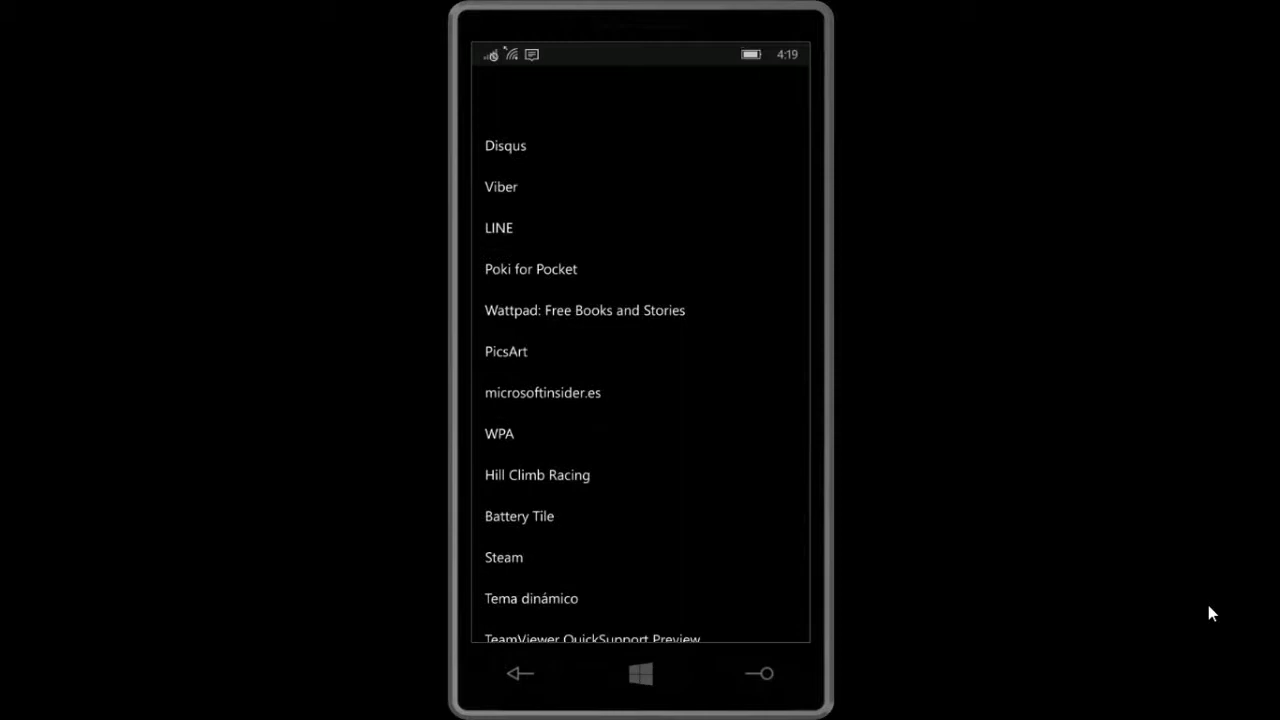 4:19
Disqus
Viber
LINE
Poki for Pocket
Wattpad: Free Books and Stories
PicsArt
microsoftinsider.es
WPA
Hill Climb Racing
Battery Tile
Steam
Tema dinámico
TeamViewer QuickSupport Preview